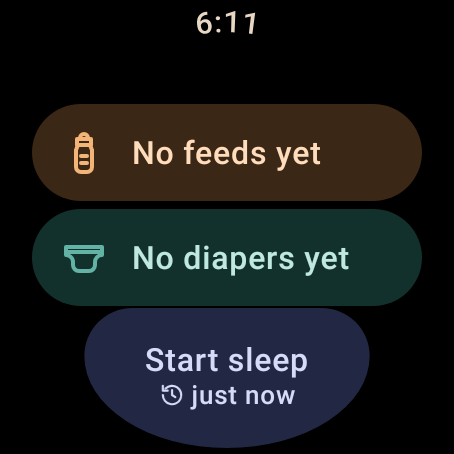 6:11
No feeds yet
No diapers yet
Start sleep
just now